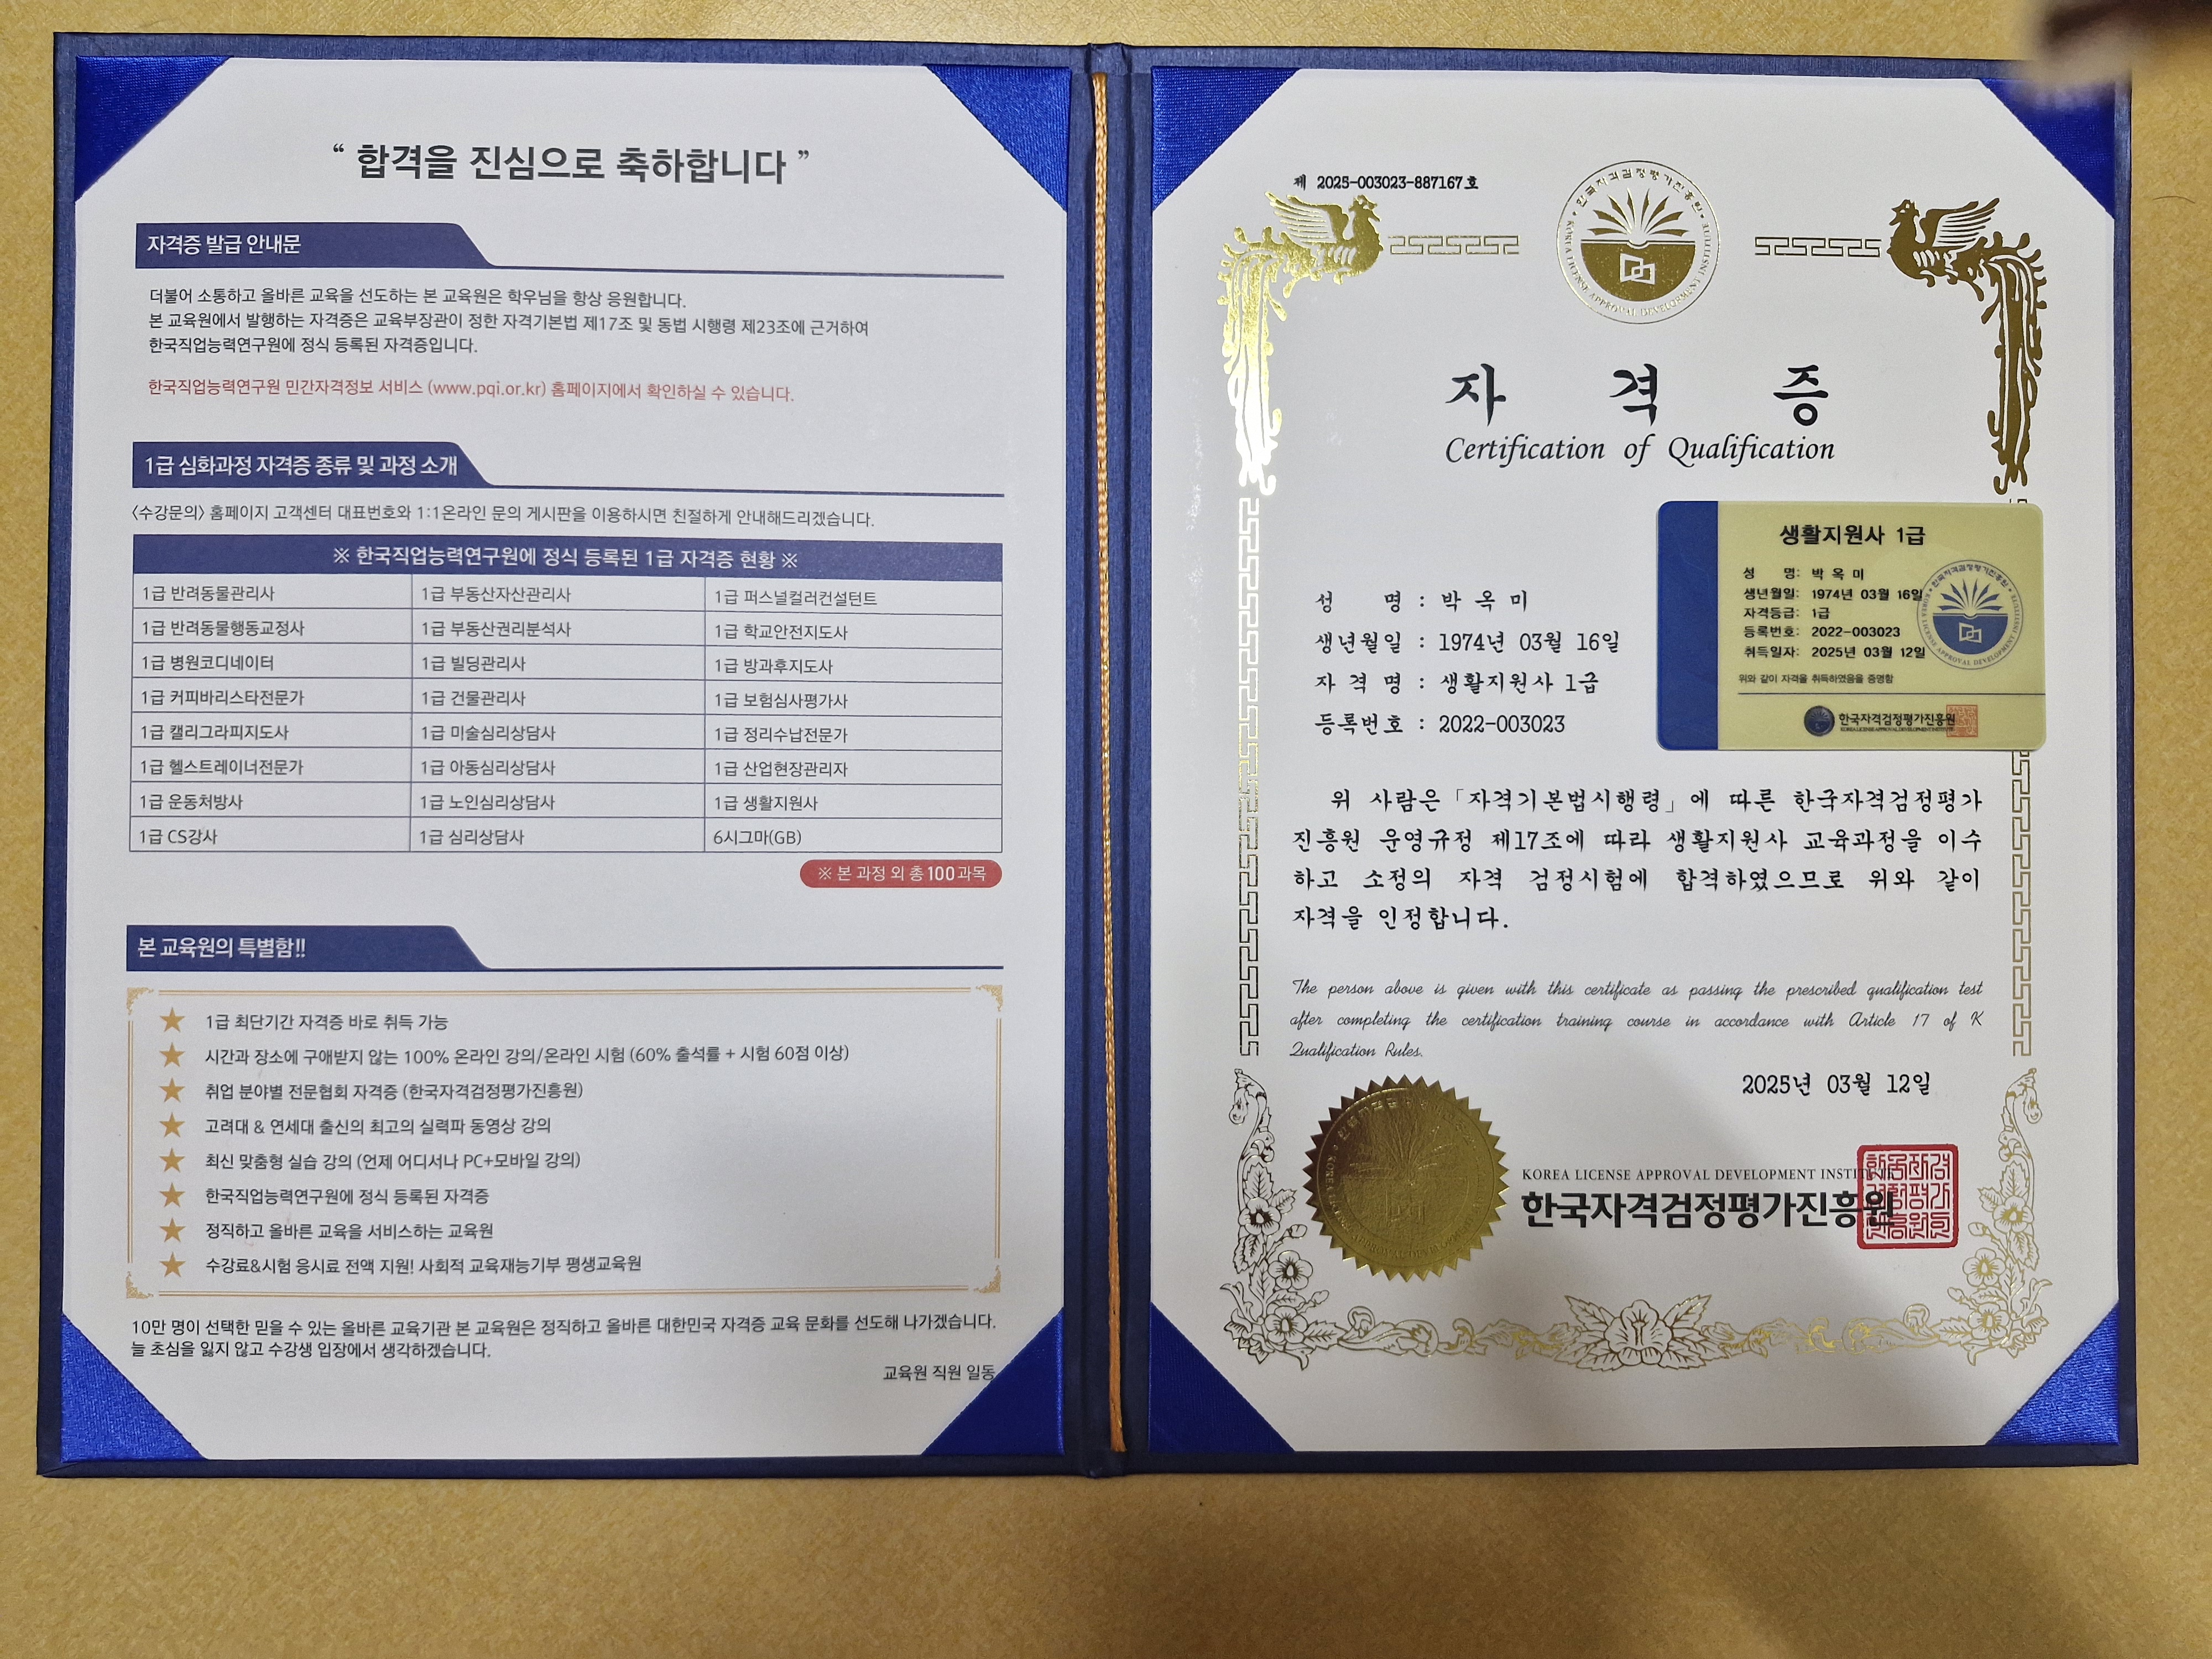 “ 합격을 진심으로 축하합니다 ”
자격증 발급 안내문
더불어 소통하고 올바른 교육을 선도하는 본 교육원은 학우님을 항상 응원합니다.
본 교육원에서 발행하는 자격증은 교육부장관이 정한 자격기본법 제17조 및 동법 시행령 제23조에 근거하여
한국직업능력연구원에 정식 등록된 자격증입니다.
한국직업능력연구원 민간자격정보 서비스 (www.pqi.or.kr) 홈페이지에서 확인하실 수 있습니다.
1급 심화과정 자격증 종류 및 과정 소개
<수강문의> 홈페이지 고객센터 대표번호와 1:1온라인 문의 게시판을 이용하시면 친절하게 안내해드리겠습니다.
※ 한국직업능력연구원에 정식 등록된 1급 자격증 현황 ※
1급 반려동물관리사 1급 부동산자산관리사 1급 퍼스널컬러컨설턴트
1급 반려동물행동교정사 1급 부동산권리분석사 1급 학교안전지도사
1급 병원코디네이터 1급 빌딩관리사 1급 방과후지도사
1급 커피바리스타전문가 1급 건물관리사 1급 보험심사평가사
1급 캘리그라피지도사 1급 미술심리상담사 1급 정리수납전문가
1급 헬스트레이너전문가 1급 아동심리상담사 1급 산업현장관리자
1급 운동처방사 1급 노인심리상담사 1급 생활지원사
1급 CS강사 1급 심리상담사 6시그마(GB)
※ 본 과정 외 총 100과목
본 교육원의 특별함!!
★ 1급 최단기간 자격증 바로 취득 가능
★ 시간과 장소에 구애받지 않는 100% 온라인 강의/온라인 시험 (60% 출석률 + 시험 60점 이상)
★ 취업 분야별 전문협회 자격증 (한국자격검정평가진흥원)
★ 고려대 & 연세대 출신의 최고의 실력파 동영상 강의
★ 최신 맞춤형 실습 강의 (언제 어디서나 PC+모바일 강의)
★ 한국직업능력연구원에 정식 등록된 자격증
★ 정직하고 올바른 교육을 서비스하는 교육원
★ 수강료&시험 응시료 전액 지원! 사회적 교육재능기부 평생교육원
10만 명이 선택한 믿을 수 있는 올바른 교육기관 본 교육원은 정직하고 올바른 대한민국 자격증 교육 문화를 선도해 나가겠습니다.
늘 초심을 잃지 않고 수강생 입장에서 생각하겠습니다.
교육원 직원 일동
제 2025-003023-887167호
한국자격검정평가진흥원
KOREA LICENSE APPROVAL DEVELOPMENT INSTITUTE
자 격 증
Certification of Qualification
성 명 : 박 옥 미
생년월일 : 1974년 03월 16일
자 격 명 : 생활지원사 1급
등록번호 : 2022-003023
생활지원사 1급
성 명: 박 옥 미
생년월일: 1974년 03월 16일
자격등급: 1급
등록번호: 2022-003023
취득일자: 2025년 03월 12일
위와 같이 자격을 취득하였음을 증명함
한국자격검정평가진흥원
KOREA LICENSE APPROVAL DEVELOPMENT INSTITUTE
한국자격검정평가진흥원
KOREA LICENSE APPROVAL DEVELOPMENT INSTITUTE
위 사람은 「자격기본법시행령」에 따른 한국자격검정평가
진흥원 운영규정 제17조에 따라 생활지원사 교육과정을 이수
하고 소정의 자격 검정시험에 합격하였으므로 위와 같이
자격을 인정합니다.
The person above is given with this certificate as passing the prescribed qualification test
after completing the certification training course in accordance with Article 17 of K
Qualification Rules.
2025년 03월 12일
KOREA LICENSE APPROVAL DEVELOPMENT INSTITUTE
한국자격검정평가진흥원